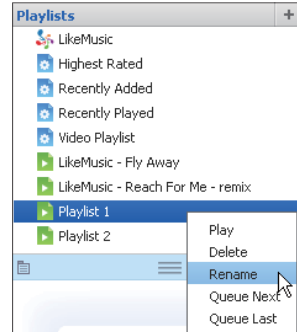 Playlists +
LikeMusic
Highest Rated
Recently Added
Recently Played
Video Playlist
LikeMusic - Fly Away
LikeMusic - Reach For Me - remix
Playlist 1
Playlist 2
Play
Delete
Rename
Queue Next
Queue Last